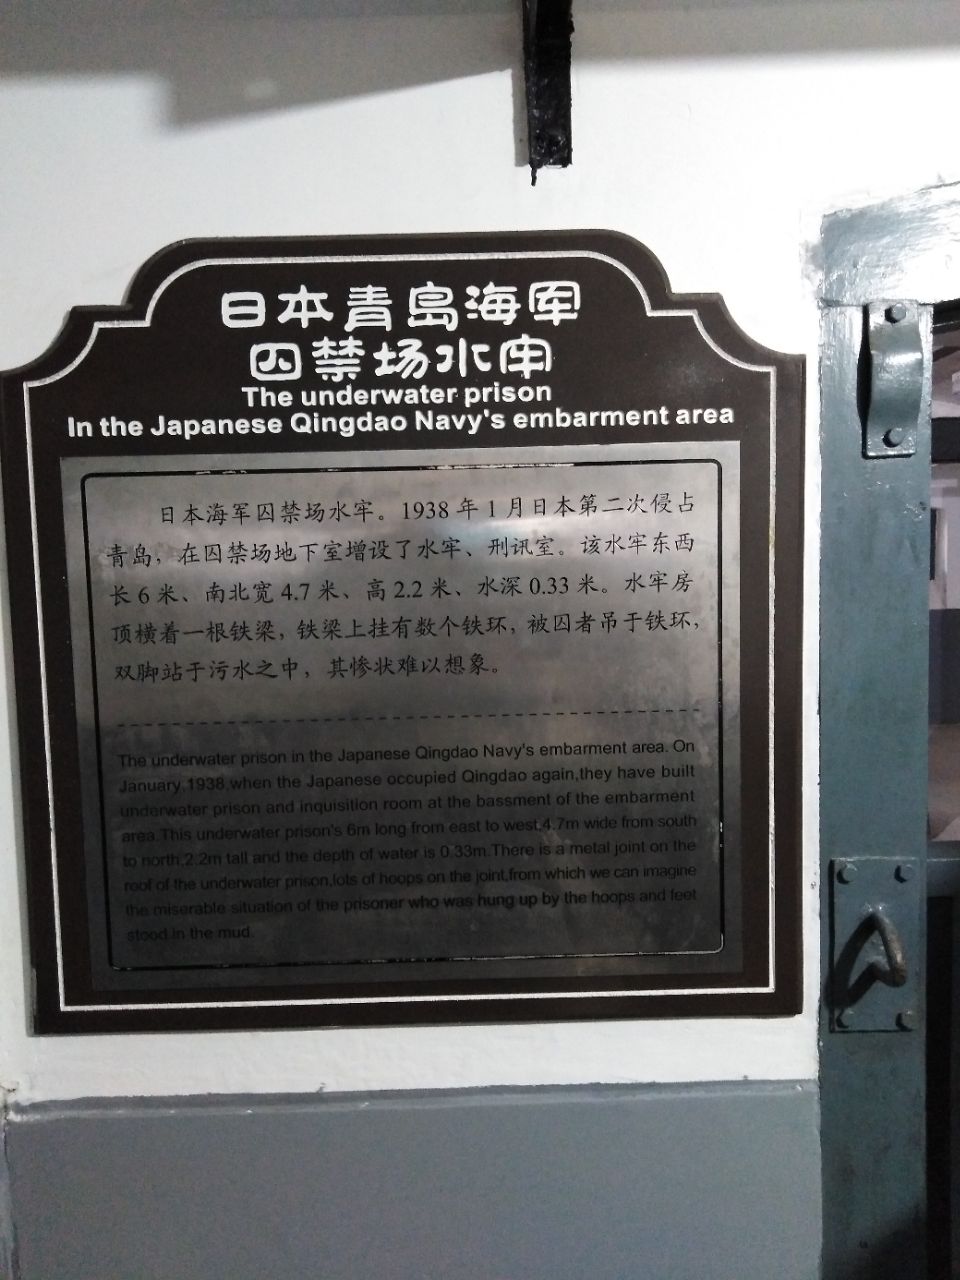 日本青岛海军
囚禁场水牢
The underwater prison
In the Japanese Qingdao Navy's embarment area
日本海军囚禁场水牢。1938 年 1 月日本第二次侵占
青岛，在囚禁场地下室增设了水牢、刑讯室。该水牢东西
长 6 米、南北宽 4.7 米、高 2.2 米、水深 0.33 米。水牢房
顶横着一根铁梁，铁梁上挂有数个铁环，被囚者吊于铁环，
双脚站于污水之中，其惨状难以想象。
The underwater prison in the Japanese Qingdao Navy's embarment area. On
January,1938,when the Japanese occupied Qingdao again,they have built
underwater prison and inquisition room at the bassment of the embarment
area.This underwater prison's 6m long from east to west,4.7m wide from south
to north,2.2m tall and the depth of water is 0.33m.There is a metal joint on the
roof of the underwater prison,lots of hoops on the joint,from which we can imagine
the miserable situation of the prisoner who was hung up by the hoops and feet
stood in the mud.